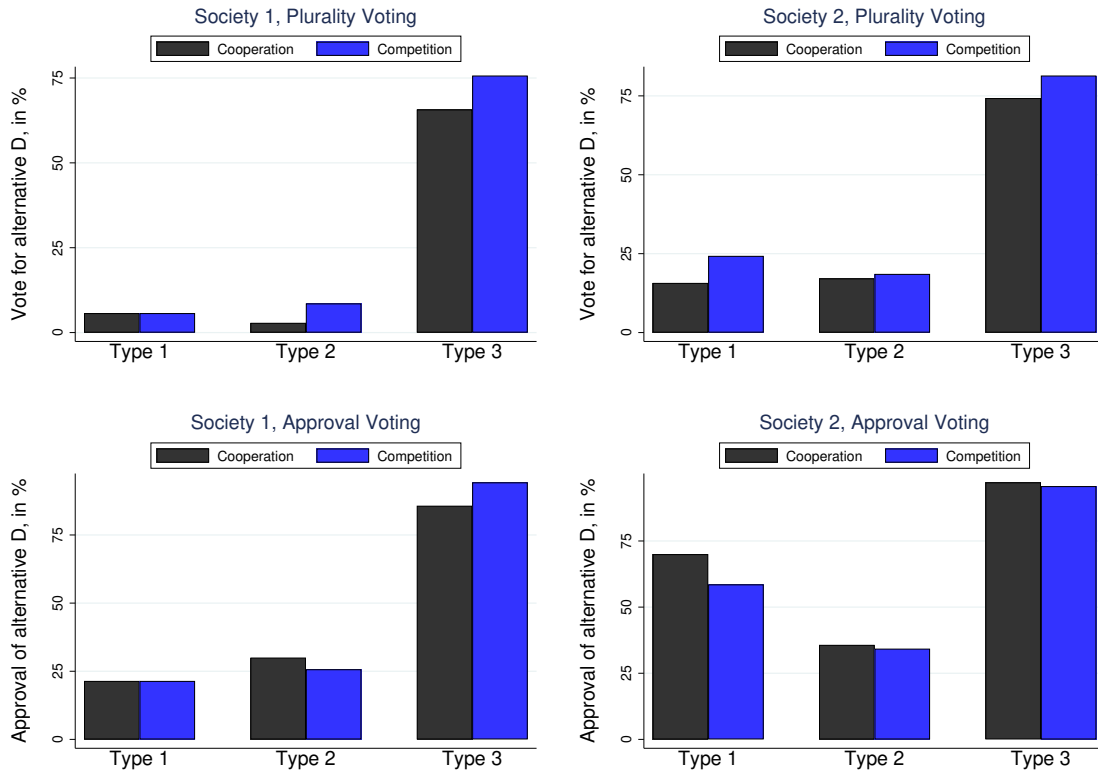 Society 1, Plurality Voting
Cooperation Competition
Vote for alternative D, in %
75
50
25
0
Type 1 Type 2 Type 3
Society 2, Plurality Voting
Cooperation Competition
Vote for alternative D, in %
75
50
25
0
Type 1 Type 2 Type 3
Society 1, Approval Voting
Cooperation Competition
Approval of alternative D, in %
75
50
25
0
Type 1 Type 2 Type 3
Society 2, Approval Voting
Cooperation Competition
Approval of alternative D, in %
75
50
25
0
Type 1 Type 2 Type 3